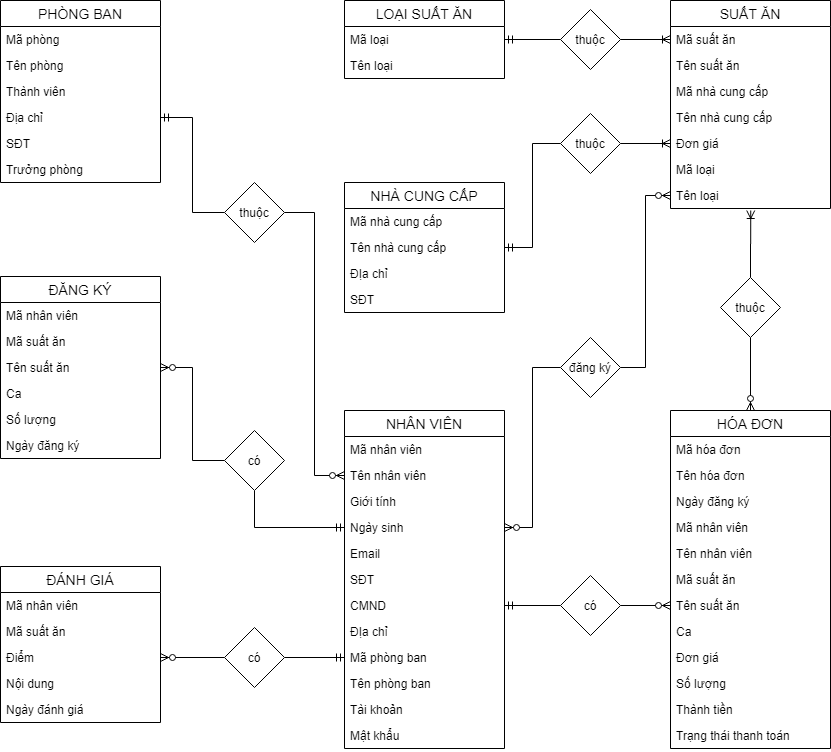 PHÒNG BAN
Mã phòng
Tên phòng
Thành viên
Địa chỉ
SĐT
Trưởng phòng
LOẠI SUẤT ĂN
Mã loại
Tên loại
thuộc
SUẤT ĂN
Mã suất ăn
Tên suất ăn
Mã nhà cung cấp
Tên nhà cung cấp
Đơn giá
Mã loại
Tên loại
thuộc
NHÀ CUNG CẤP
Mã nhà cung cấp
Tên nhà cung cấp
Địa chỉ
SĐT
thuộc
ĐĂNG KÝ
Mã nhân viên
Mã suất ăn
Tên suất ăn
Ca
Số lượng
Ngày đăng ký
thuộc
đăng ký
có
NHÂN VIÊN
Mã nhân viên
Tên nhân viên
Giới tính
Ngày sinh
Email
SĐT
CMND
Địa chỉ
Mã phòng ban
Tên phòng ban
Tài khoản
Mật khẩu
HÓA ĐƠN
Mã hóa đơn
Tên hóa đơn
Ngày đăng ký
Mã nhân viên
Tên nhân viên
Mã suất ăn
Tên suất ăn
Ca
Đơn giá
Số lượng
Thành tiền
Trạng thái thanh toán
có
ĐÁNH GIÁ
Mã nhân viên
Mã suất ăn
Điểm
Nội dung
Ngày đánh giá
có